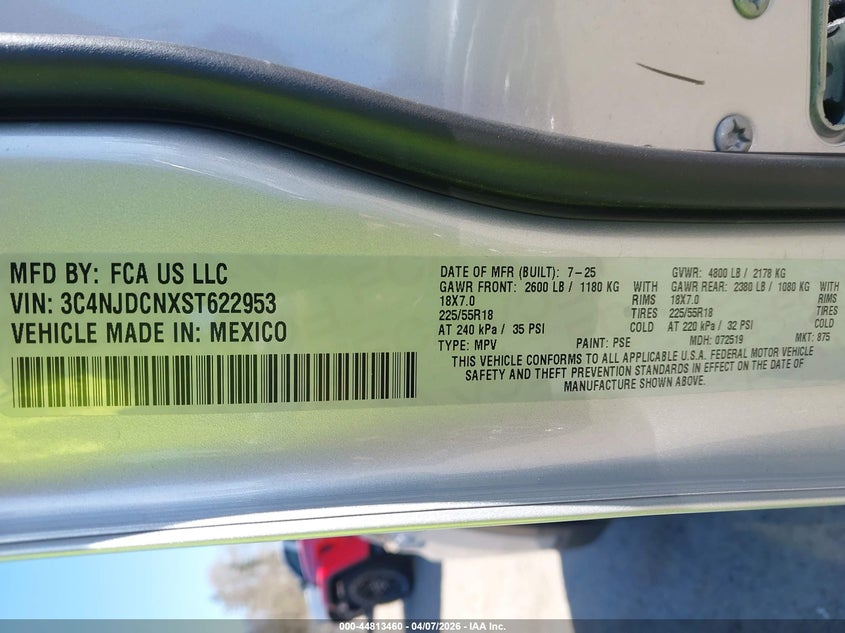 MFD BY: FCA US LLC
VIN: 3C4NJDCNXST622953
VEHICLE MADE IN: MEXICO
DATE OF MFR (BUILT): 7-25 GVWR: 4800 LB / 2178 KG
GAWR FRONT: 2600 LB / 1180 KG WITH GAWR REAR: 2380 LB / 1080 KG WITH
18X7.0 RIMS 18X7.0 RIMS
225/55R18 TIRES 225/55R18 TIRES
AT 240 kPa / 35 PSI COLD AT 220 kPa / 32 PSI COLD
TYPE: MPV PAINT: PSE MDH: 072519 MKT: 875
THIS VEHICLE CONFORMS TO ALL APPLICABLE U.S.A. FEDERAL MOTOR VEHICLE
SAFETY AND THEFT PREVENTION STANDARDS IN EFFECT ON THE DATE OF
MANUFACTURE SHOWN ABOVE.
000-44813460 - 04/07/2026 - IAA Inc.